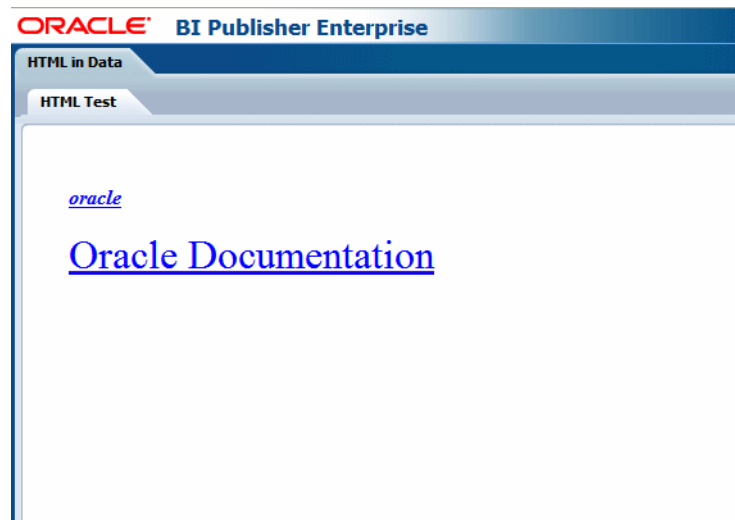 ORACLE BI Publisher Enterprise
HTML in Data
HTML Test
oracle
Oracle Documentation